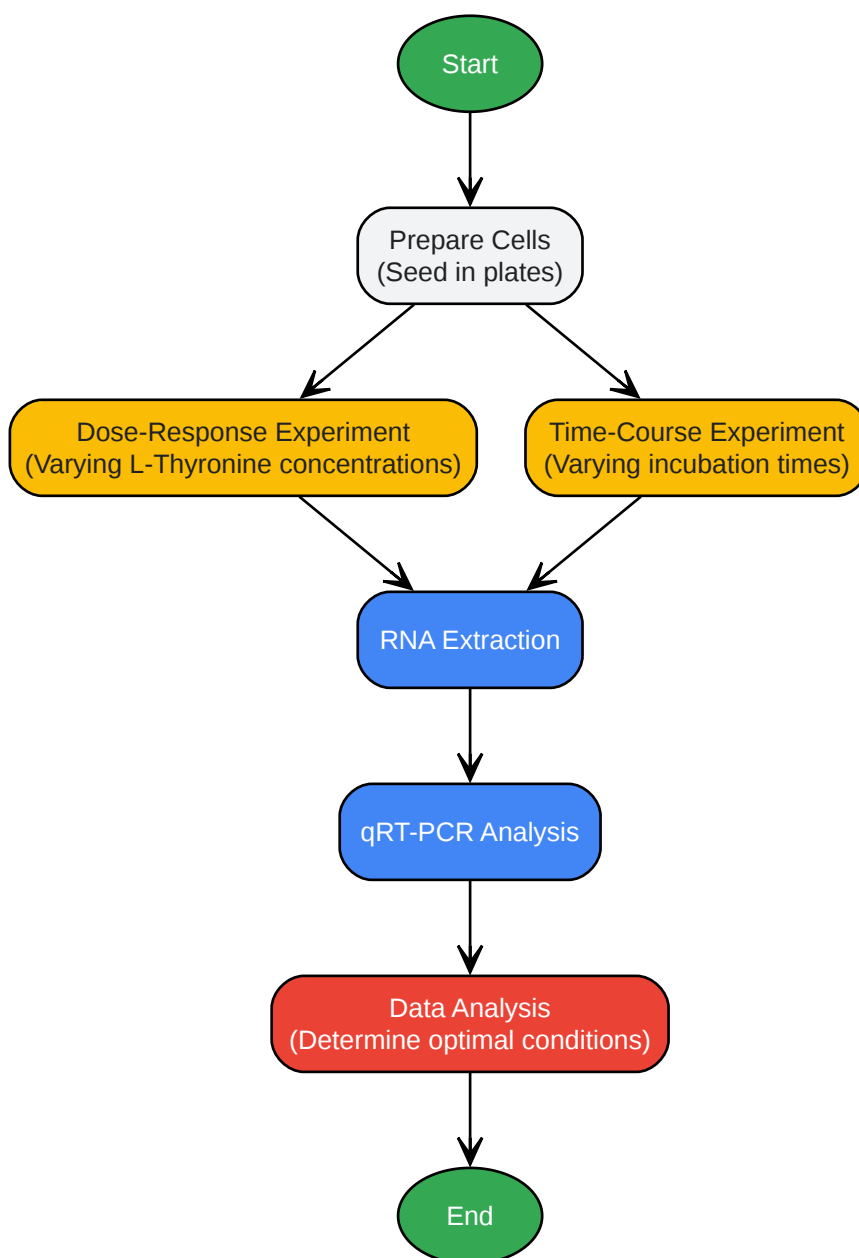 Start
Prepare Cells
(Seed in plates)
Dose-Response Experiment
(Varying L-Thyronine concentrations)
Time-Course Experiment
(Varying incubation times)
RNA Extraction
qRT-PCR Analysis
Data Analysis
(Determine optimal conditions)
End